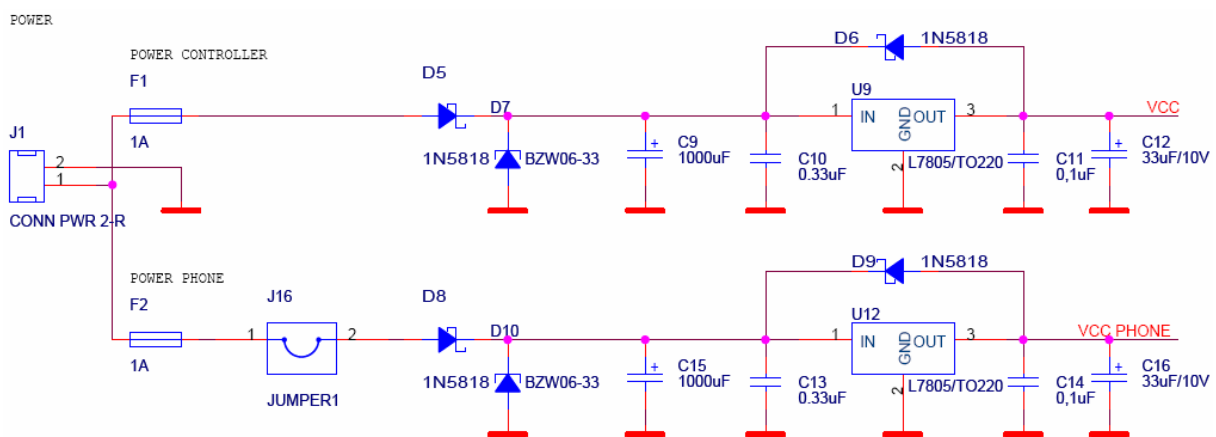 POWER
POWER CONTROLLER
F1
1A
J1
2
1
CONN PWR 2-R
D5
1N5818
D7
BZW06-33
C9
1000uF
C10
0.33uF
D6
1N5818
U9
1
IN
GND
OUT
3
2
L7805/TO220
C11
0,1uF
C12
33uF/10V
VCC
POWER PHONE
F2
1A
J16
1
2
JUMPER1
D8
1N5818
D10
BZW06-33
C15
1000uF
C13
0.33uF
D9
1N5818
U12
1
IN
GND
OUT
3
2
L7805/TO220
C14
0,1uF
C16
33uF/10V
VCC PHONE